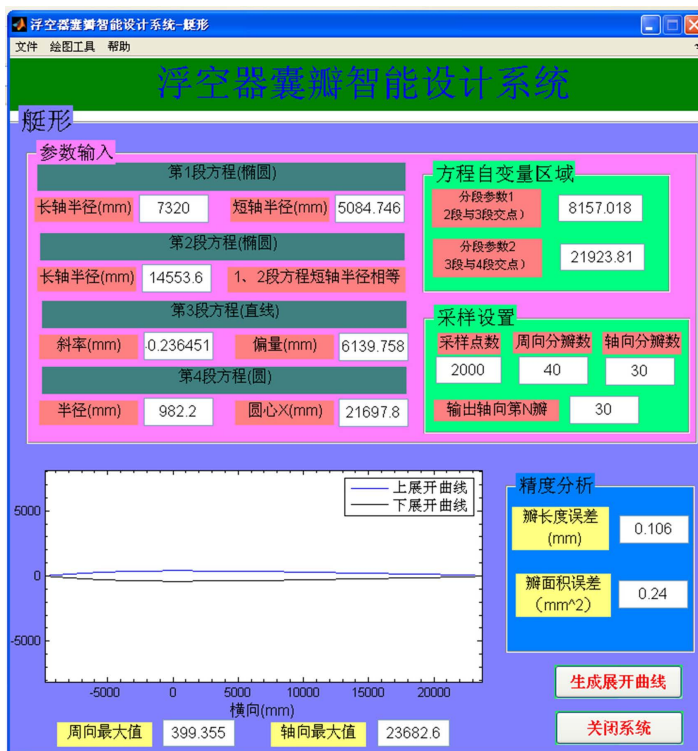 浮空器囊瓣智能设计系统-艇形
文件 绘图工具 帮助
浮空器囊瓣智能设计系统
艇形
参数输入
第1段方程(椭圆)
长轴半径(mm) 7320 短轴半径(mm) 5084.746
第2段方程(椭圆)
长轴半径(mm) 14553.6 1、2段方程短轴半径相等
第3段方程(直线)
斜率(mm) -0.236451 偏量(mm) 6139.758
第4段方程(圆)
半径(mm) 982.2 圆心X(mm) 21697.8
方程自变量区域
分段参数1
2段与3段交点) 8157.018
分段参数2
3段与4段交点) 21923.81
采样设置
采样点数 周向分瓣数 轴向分瓣数
2000 40 30
输出轴向第N瓣 30
上展开曲线
下展开曲线
5000
0
-5000
-5000 0 5000 10000 15000 20000
横向(mm)
周向最大值 399.355 轴向最大值 23682.6
精度分析
瓣长度误差
(mm) 0.106
瓣面积误差
(mm^2) 0.24
生成展开曲线
关闭系统